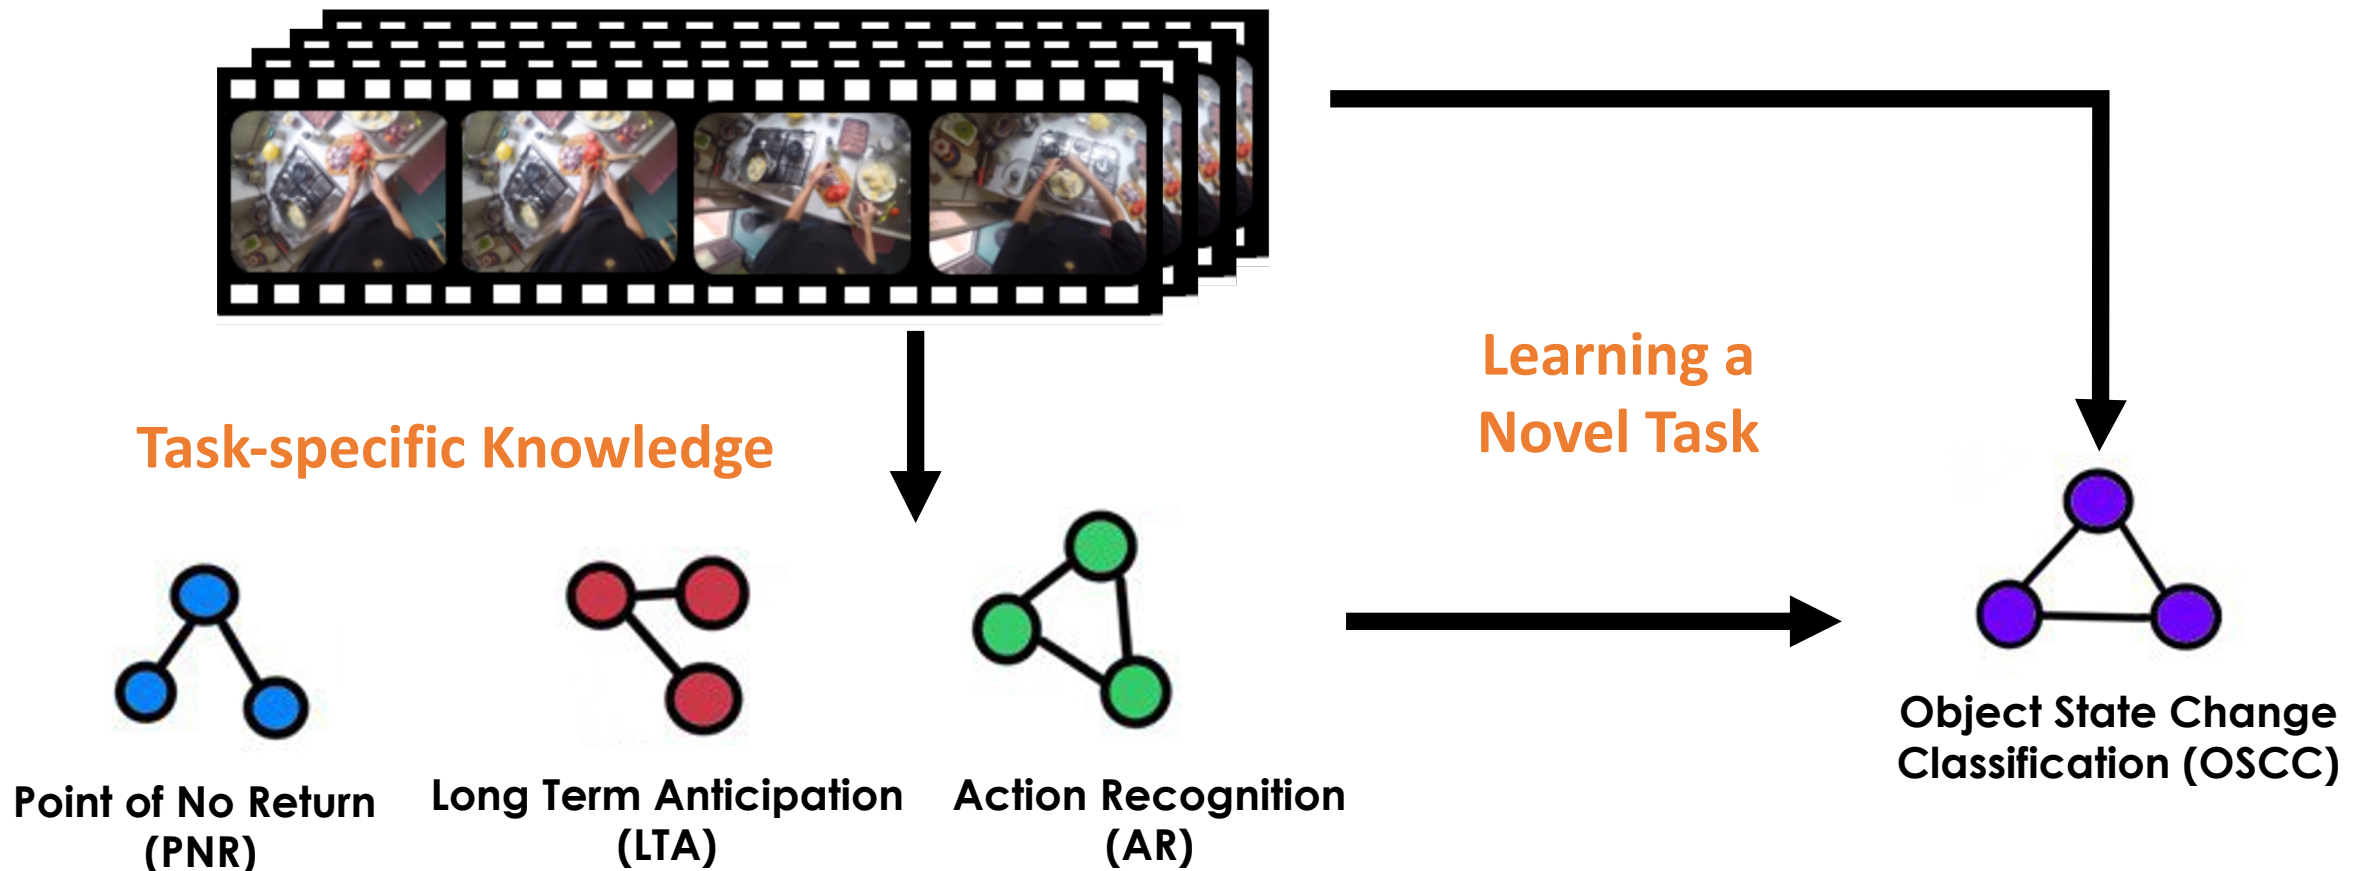 Learning a
Novel Task
Task-specific Knowledge
Point of No Return
(PNR)
Long Term Anticipation
(LTA)
Action Recognition
(AR)
Object State Change
Classification (OSCC)